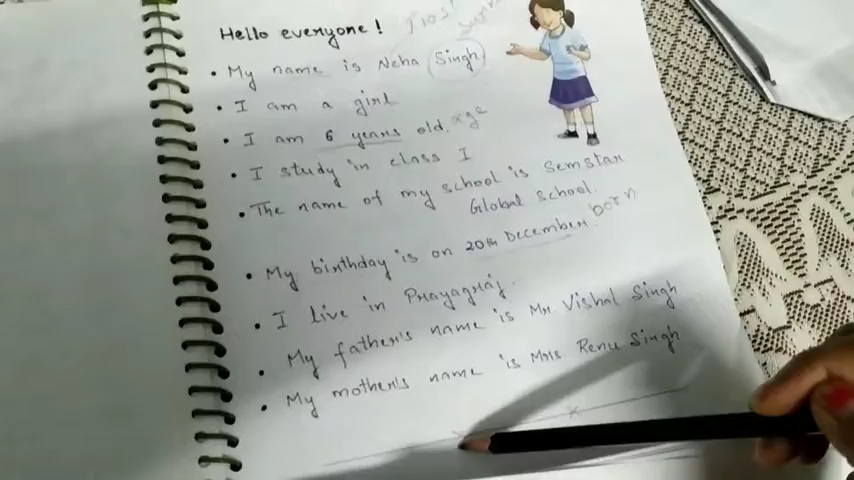 Hello everyone!
• My name is Neha Singh
• I am a girl
• I am 6 years old. age
• I study in class I
• The name of my school is Semstar
Global School.
• My birthday is on 20th December born
• I live in Prayagraj.
• My father's name is Mr Vishal Singh
• My mother's name is Mrs Renu Singh